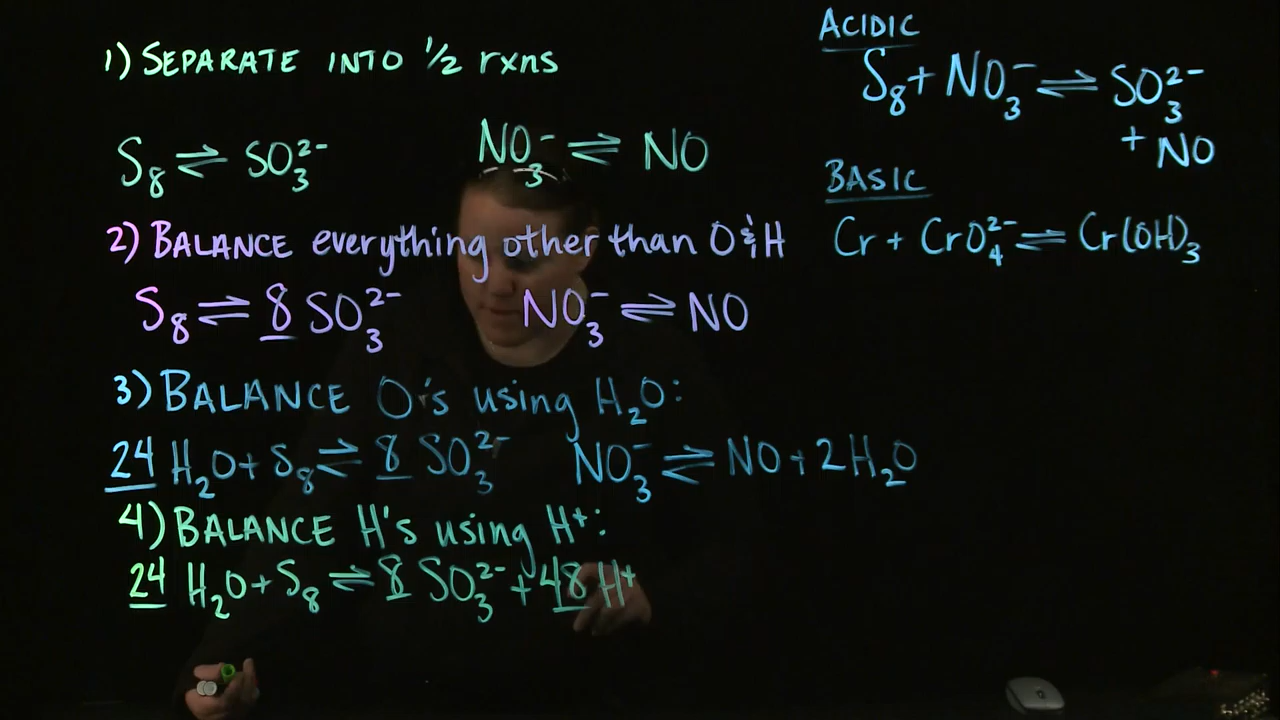 1) SEPARATE INTO 1/2 rxns
S₈ ⇌ SO₃²⁻ NO₃⁻ ⇌ NO
2) BALANCE everything other than O & H
S₈ ⇌ 8 SO₃²⁻ NO₃⁻ ⇌ NO
3) BALANCE O's using H₂O:
24 H₂O + S₈ ⇌ 8 SO₃²⁻ NO₃⁻ ⇌ NO + 2 H₂O
4) BALANCE H's using H⁺:
24 H₂O + S₈ ⇌ 8 SO₃²⁻ + 48 H⁺
ACIDIC
S₈ + NO₃⁻ ⇌ SO₃²⁻
+ NO
BASIC
Cr + CrO₄²⁻ ⇌ Cr(OH)₃